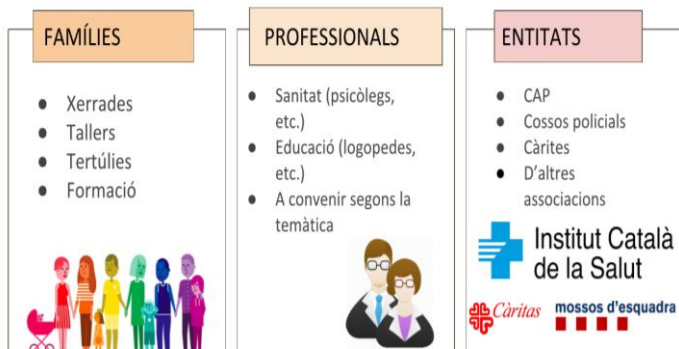 FAMÍLIES
● Xerrades
● Tallers
● Tertúlies
● Formació
PROFESSIONALS
● Sanitat (psicòlegs,
etc.)
● Educació (logopedes,
etc.)
● A convenir segons la
temàtica
ENTITATS
● CAP
● Cossos policials
● Càrites
● D'altres
associacions
Institut Català
de la Salut
Càritas
mossos d'esquadra